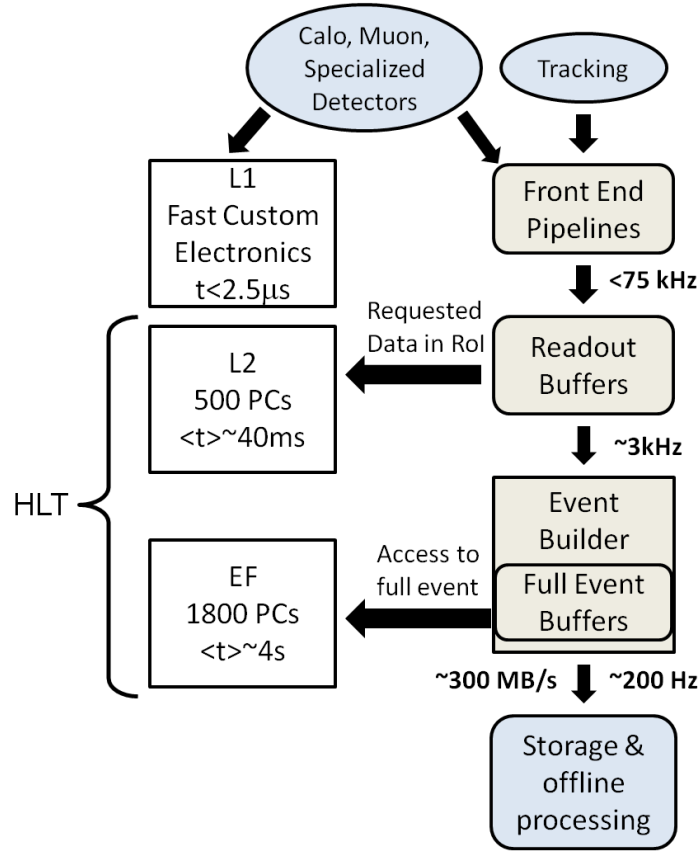 Calo, Muon,
Specialized
Detectors
Tracking
L1
Fast Custom
Electronics
t<2.5μs
Front End
Pipelines
<75 kHz
Requested
Data in RoI
Readout
Buffers
L2
500 PCs
<t>~40ms
~3kHz
HLT
Event
Builder
Full Event
Buffers
Access to
full event
EF
1800 PCs
<t>~4s
~300 MB/s
~200 Hz
Storage &
offline
processing